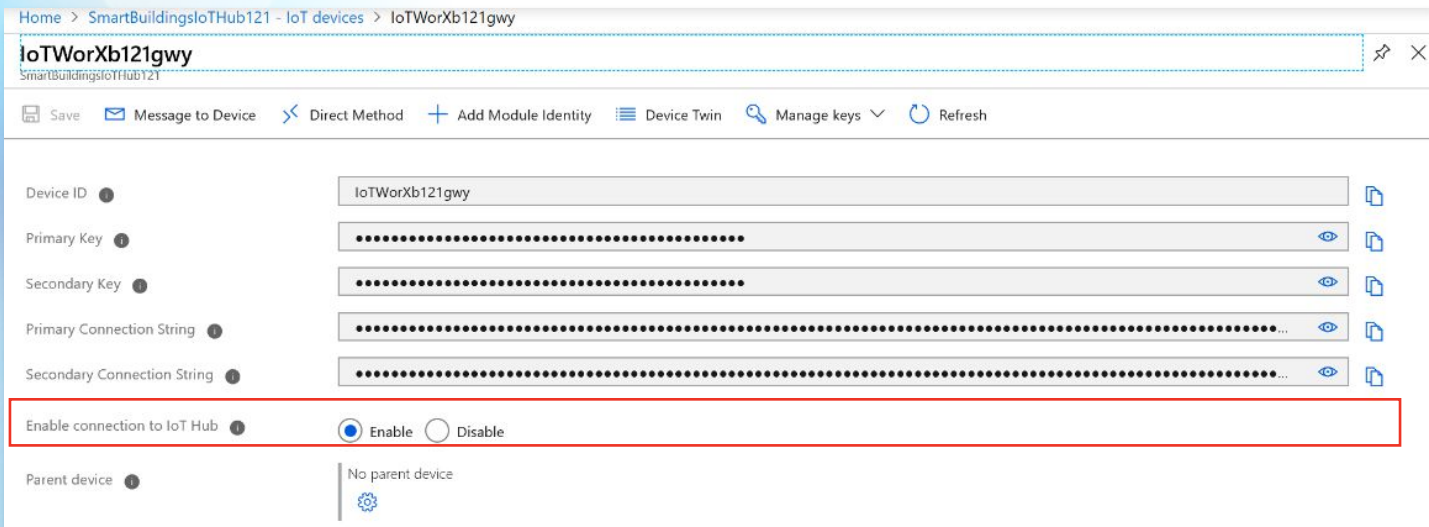 Home > SmartBuildingsIoTHub121 - IoT devices > IoTWorXb121gwy
IoTWorXb121gwy
SmartBuildingsIoTHub121
Save Message to Device Direct Method Add Module Identity Device Twin Manage keys Refresh
Device ID IoTWorXb121gwy
Primary Key ••••••••••••••••••••••••••••••••••••••••••••
Secondary Key ••••••••••••••••••••••••••••••••••••••••••••
Primary Connection String ••••••••••••••••••••••••••••••••••••••••••••••••••••••••••••••••••••••••••••••••••••••••••••••••••••••••...
Secondary Connection String ••••••••••••••••••••••••••••••••••••••••••••••••••••••••••••••••••••••••••••••••••••••••••••••••••••••••...
Enable connection to IoT Hub Enable Disable
Parent device No parent device